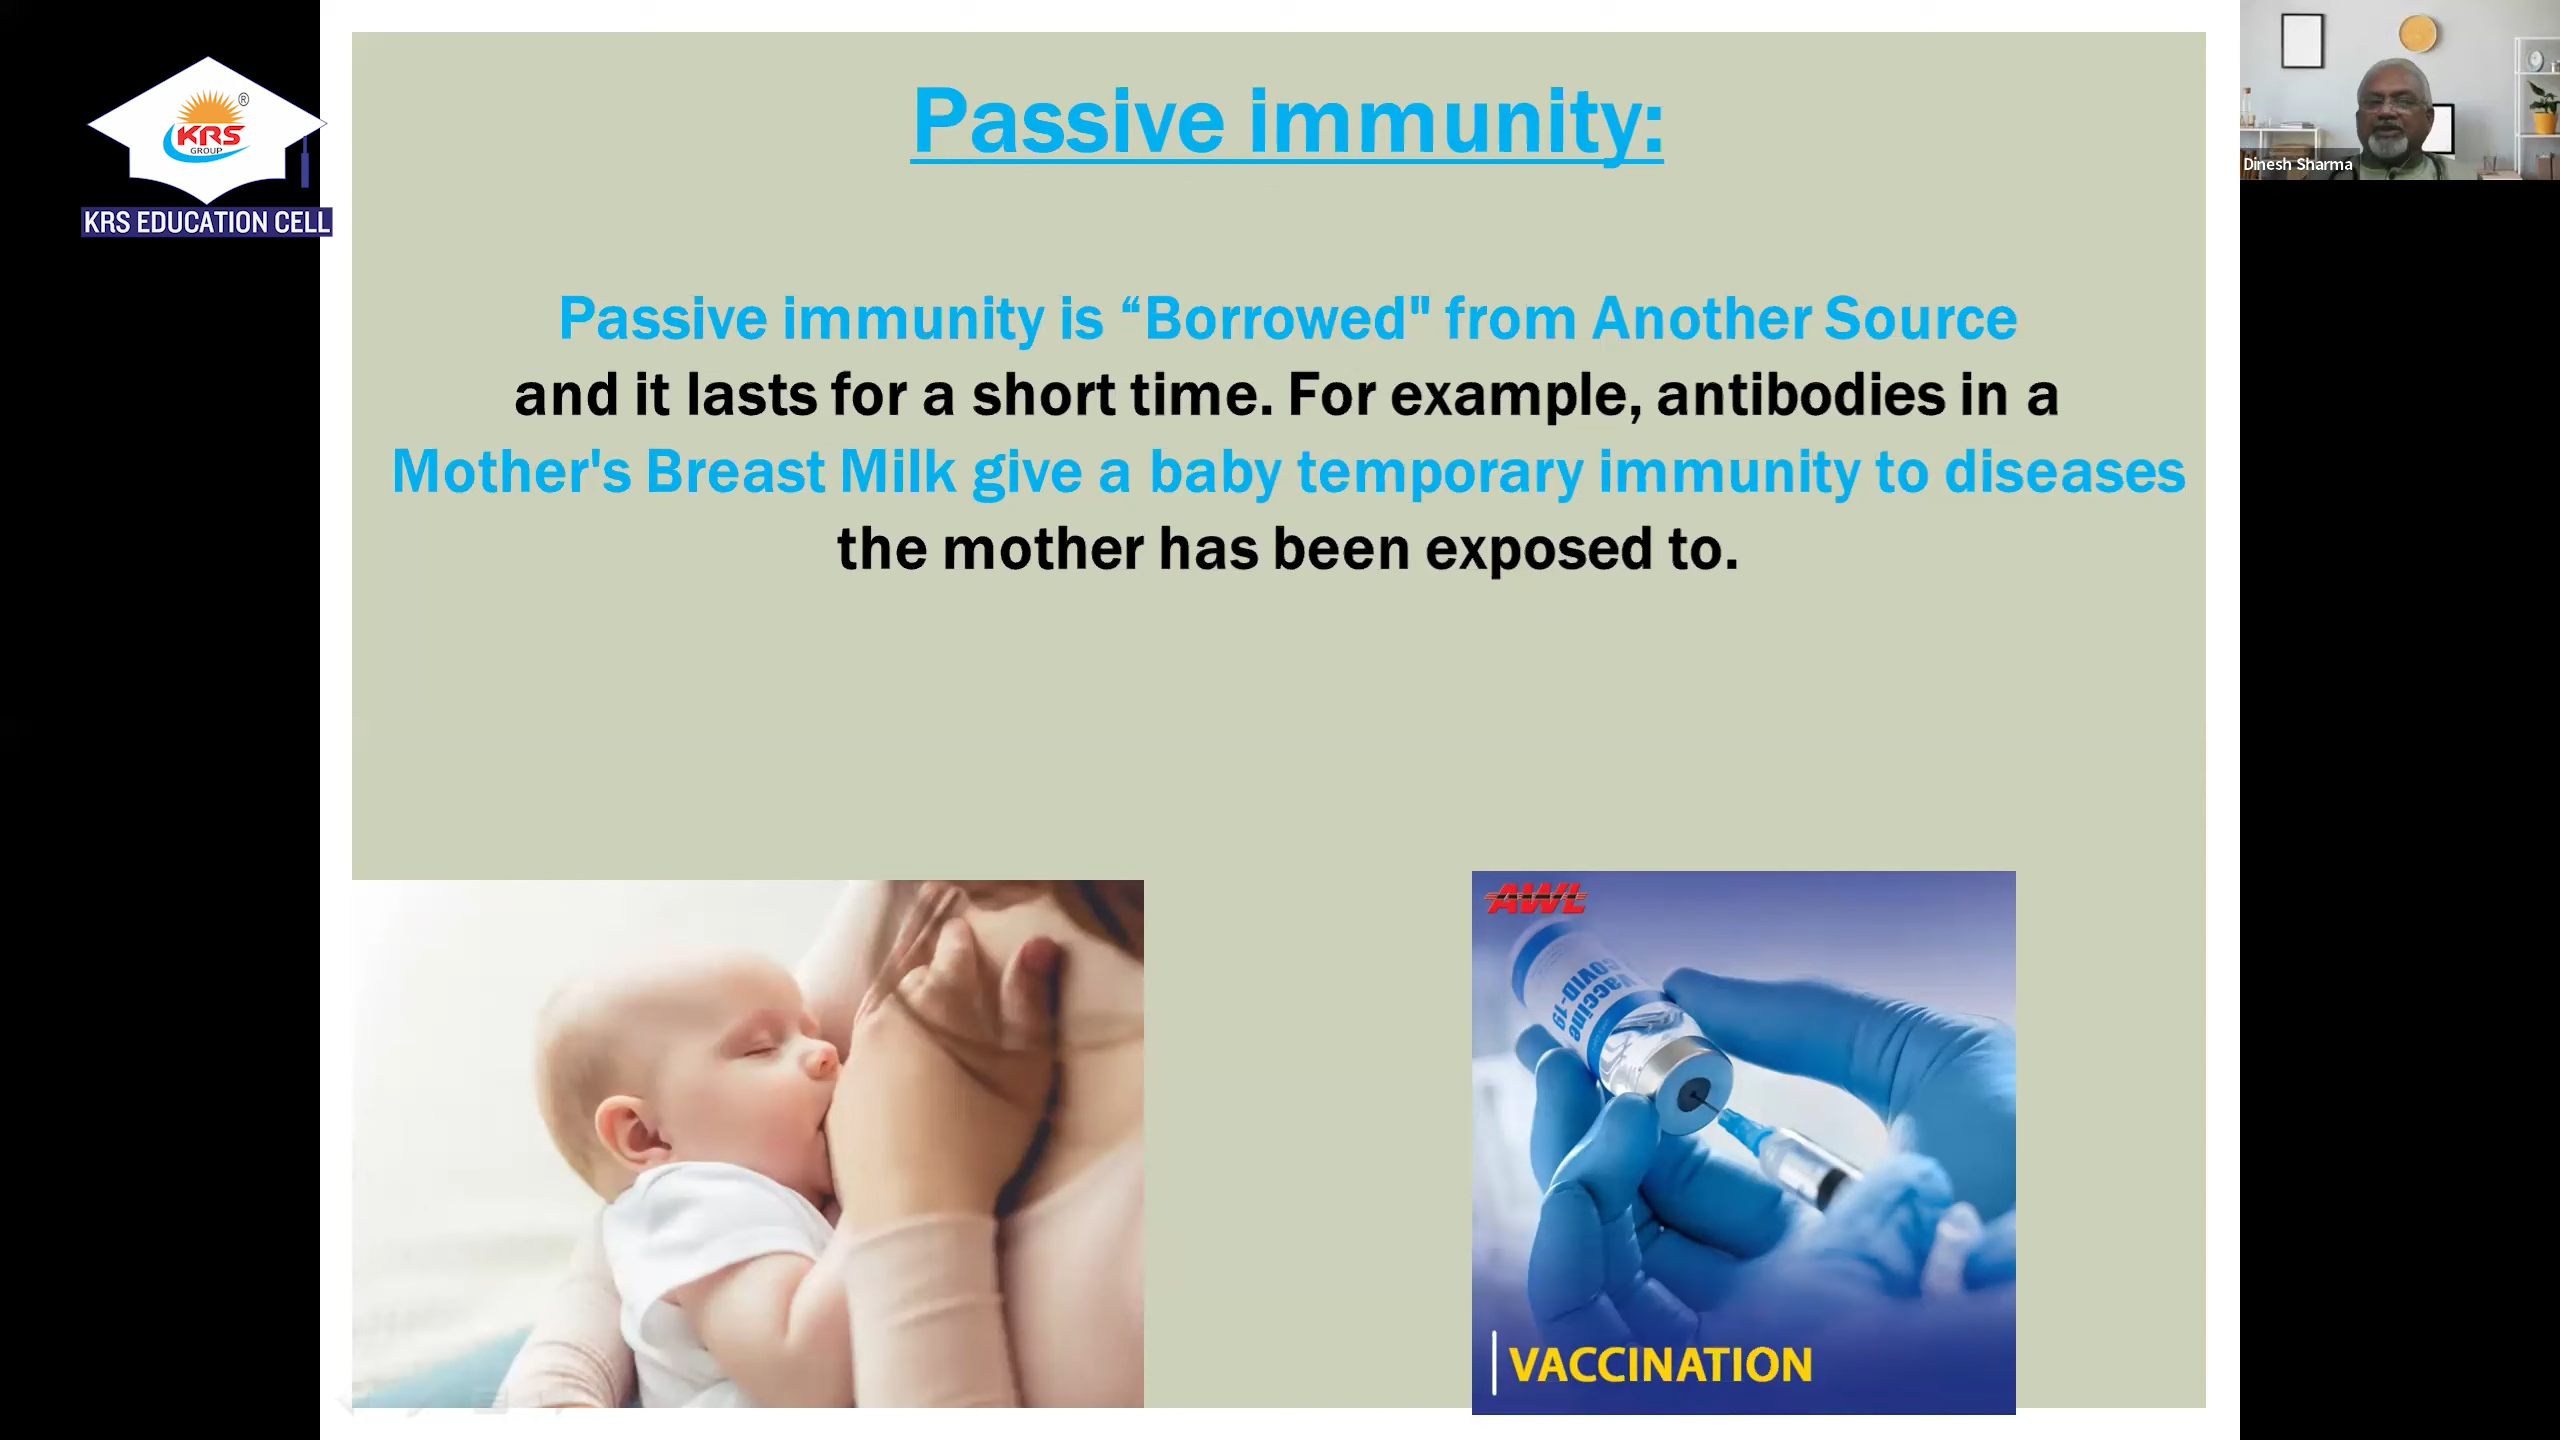 KRS
GROUP
®
KRS EDUCATION CELL
Passive immunity:
Passive immunity is “Borrowed" from Another Source
and it lasts for a short time. For example, antibodies in a
Mother's Breast Milk give a baby temporary immunity to diseases
the mother has been exposed to.
Dinesh Sharma
AWL
COVID-19
Vaccine
VACCINATION